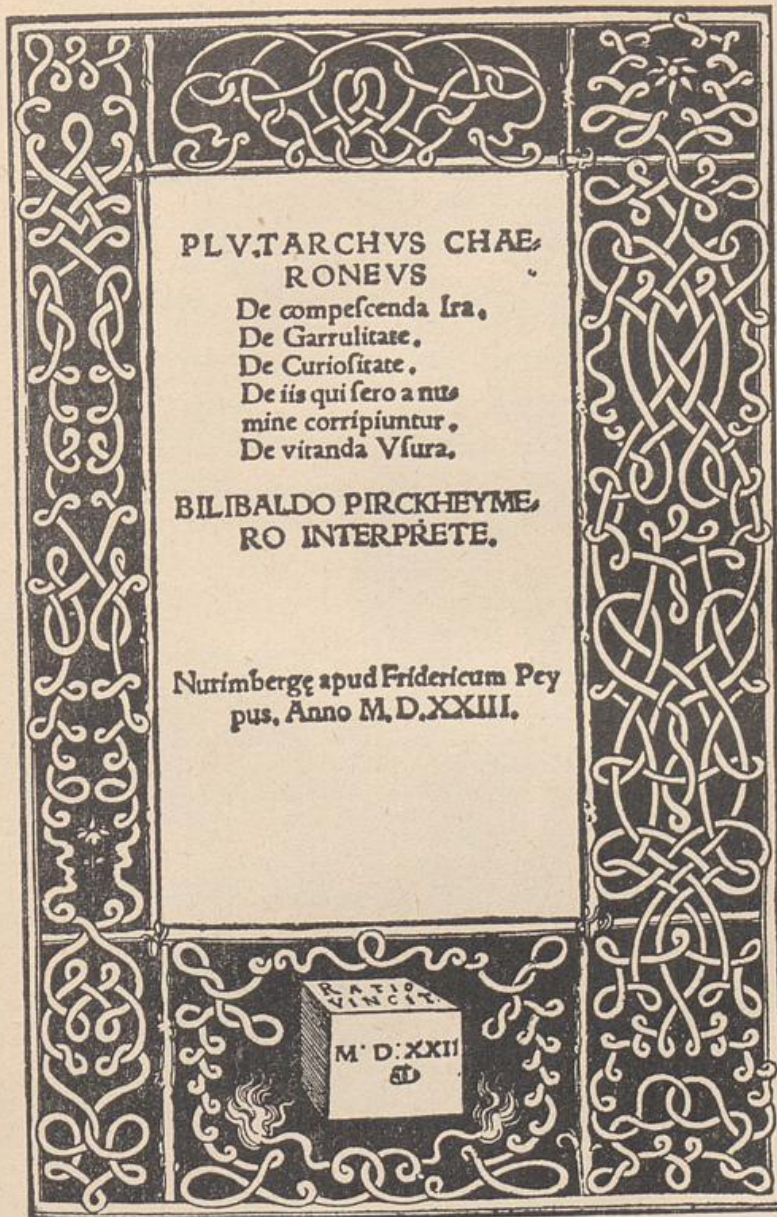 PLV.TARCHVS CHAE⸗
RONEVS
De compeſcenda Ira.
De Garrulitate.
De Curioſitate.
De iis qui ſero a nu⸗
mine corripiuntur.
De vitanda Vſura.
BILIBALDO PIRCKHEYME⸗
RO INTERPRETE.
Nurimbergę apud Fridericum Pey
pus. Anno M.D.XXIII.
RATIO
VINCIT.
M·D:XXII